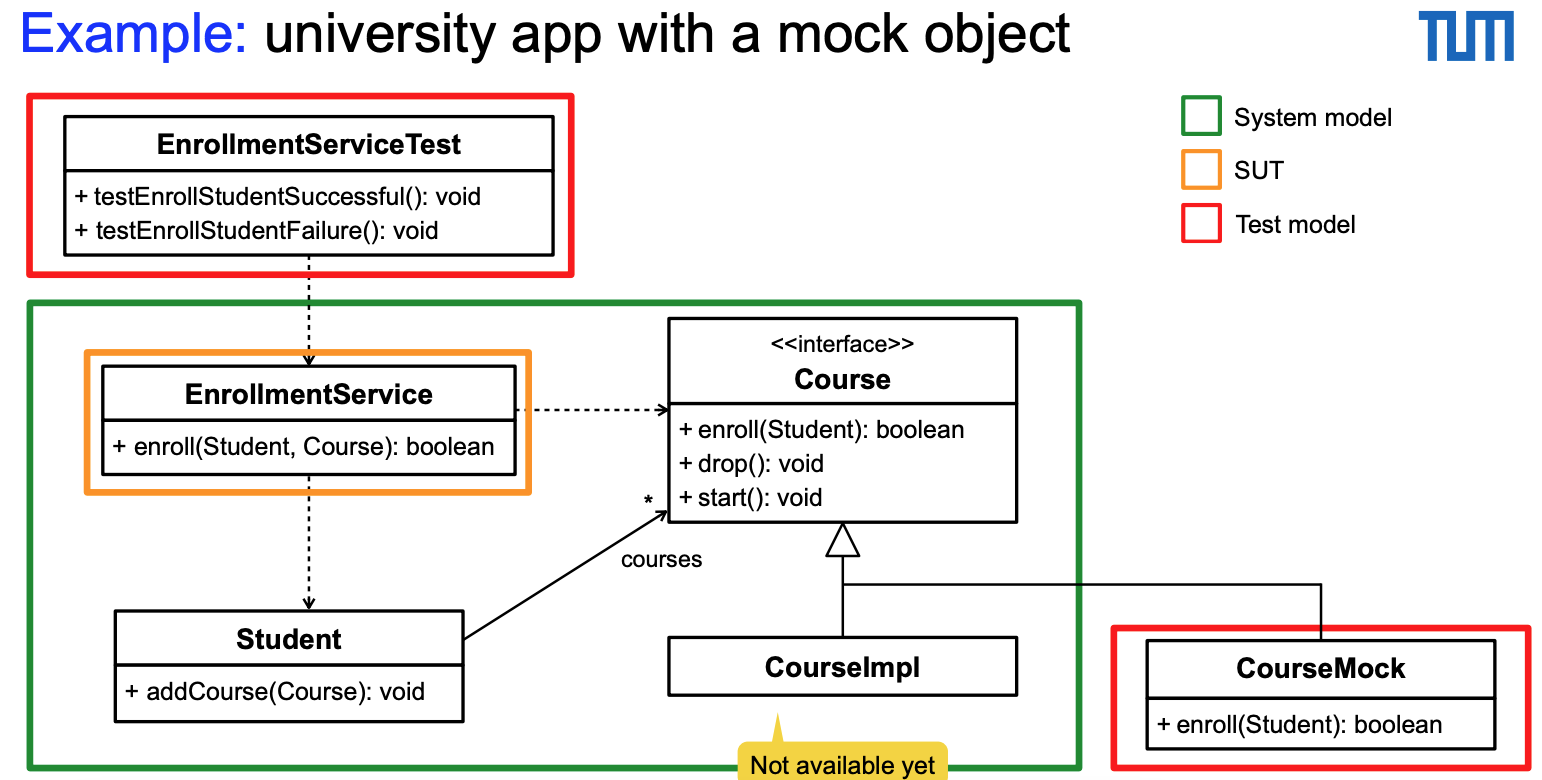 Example: university app with a mock object
TUM
System model
SUT
Test model
EnrollmentServiceTest
+ testEnrollStudentSuccessful(): void
+ testEnrollStudentFailure(): void
EnrollmentService
+ enroll(Student, Course): boolean
<<interface>>
Course
+ enroll(Student): boolean
+ drop(): void
+ start(): void
*
courses
Student
+ addCourse(Course): void
CourseImpl
Not available yet
CourseMock
+ enroll(Student): boolean